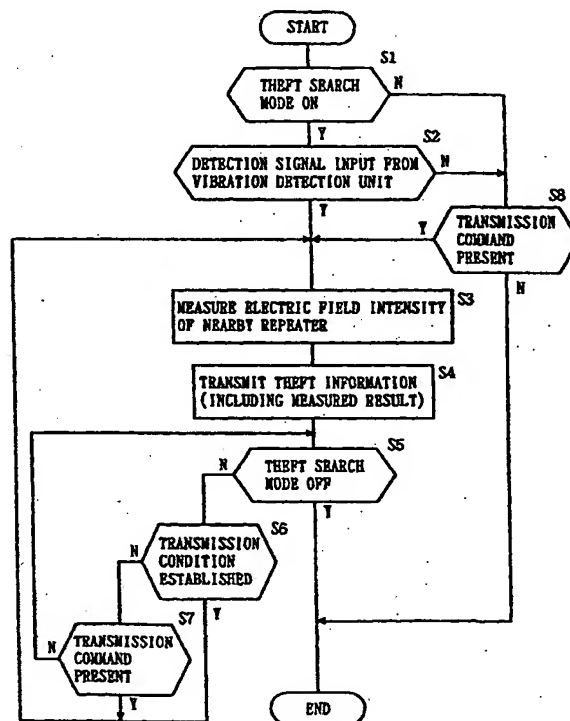 START
S1
THEFT SEARCH
MODE ON
N
Y
S2
DETECTION SIGNAL INPUT FROM
VIBRATION DETECTION UNIT
N
Y
S8
TRANSMISSION
COMMAND
PRESENT
Y
N
S3
MEASURE ELECTRIC FIELD INTENSITY
OF NEARBY REPEATER
S4
TRANSMIT THEFT INFORMATION
(INCLUDING MEASURED RESULT)
S5
N
THEFT SEARCH
MODE OFF
Y
S6
N
TRANSMISSION
CONDITION
ESTABLISHED
Y
S7
N
TRANSMISSION
COMMAND
PRESENT
Y
END